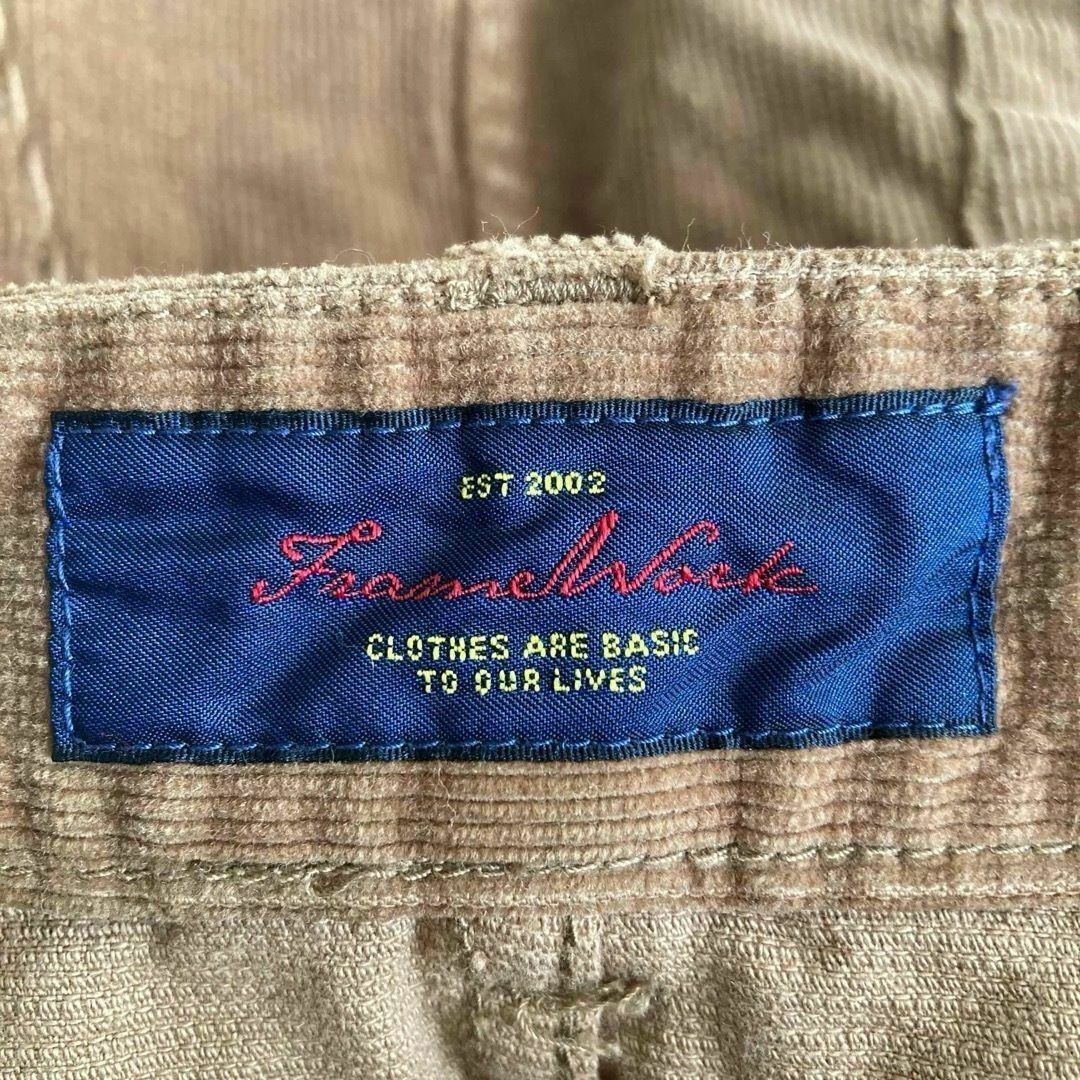 EST 2002
FrameWork
CLOTHES ARE BASIC
TO OUR LIVES